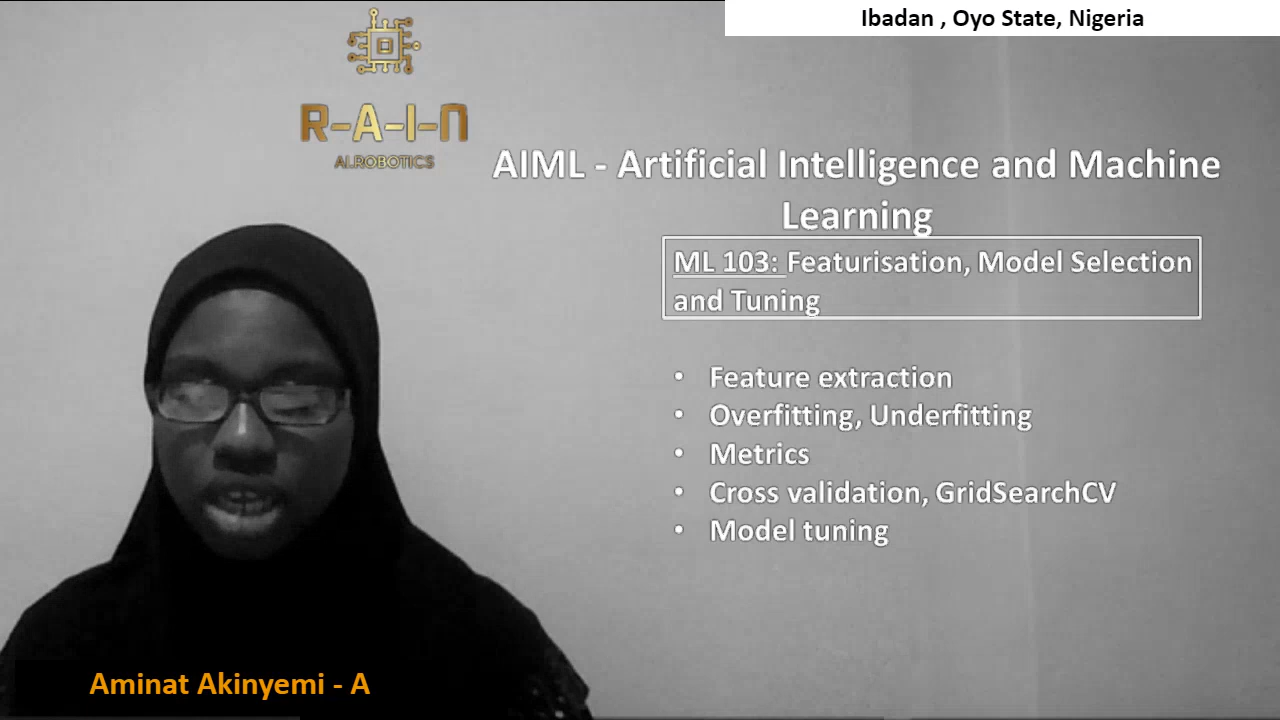 Ibadan , Oyo State, Nigeria
R-A-I-N
AI.ROBOTICS
AIML - Artificial Intelligence and Machine
Learning
ML 103: Featurisation, Model Selection
and Tuning
• Feature extraction
• Overfitting, Underfitting
• Metrics
• Cross validation, GridSearchCV
• Model tuning
Aminat Akinyemi - A